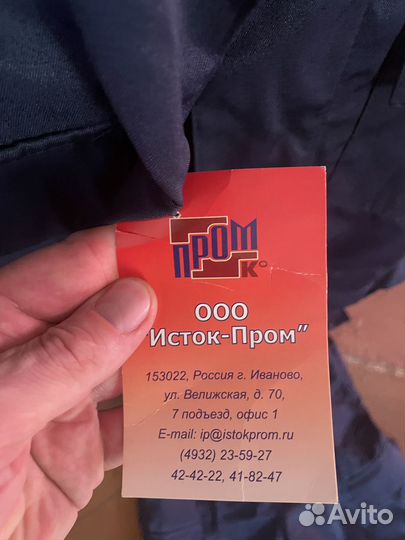 ПРОМ
К°
ООО
"Исток-Пром"
153022, Россия г. Иваново,
ул. Велижская, д. 70,
7 подъезд, офис 1
E-mail: ip@istokprom.ru
(4932) 23-59-27
42-42-22, 41-82-47
Avito